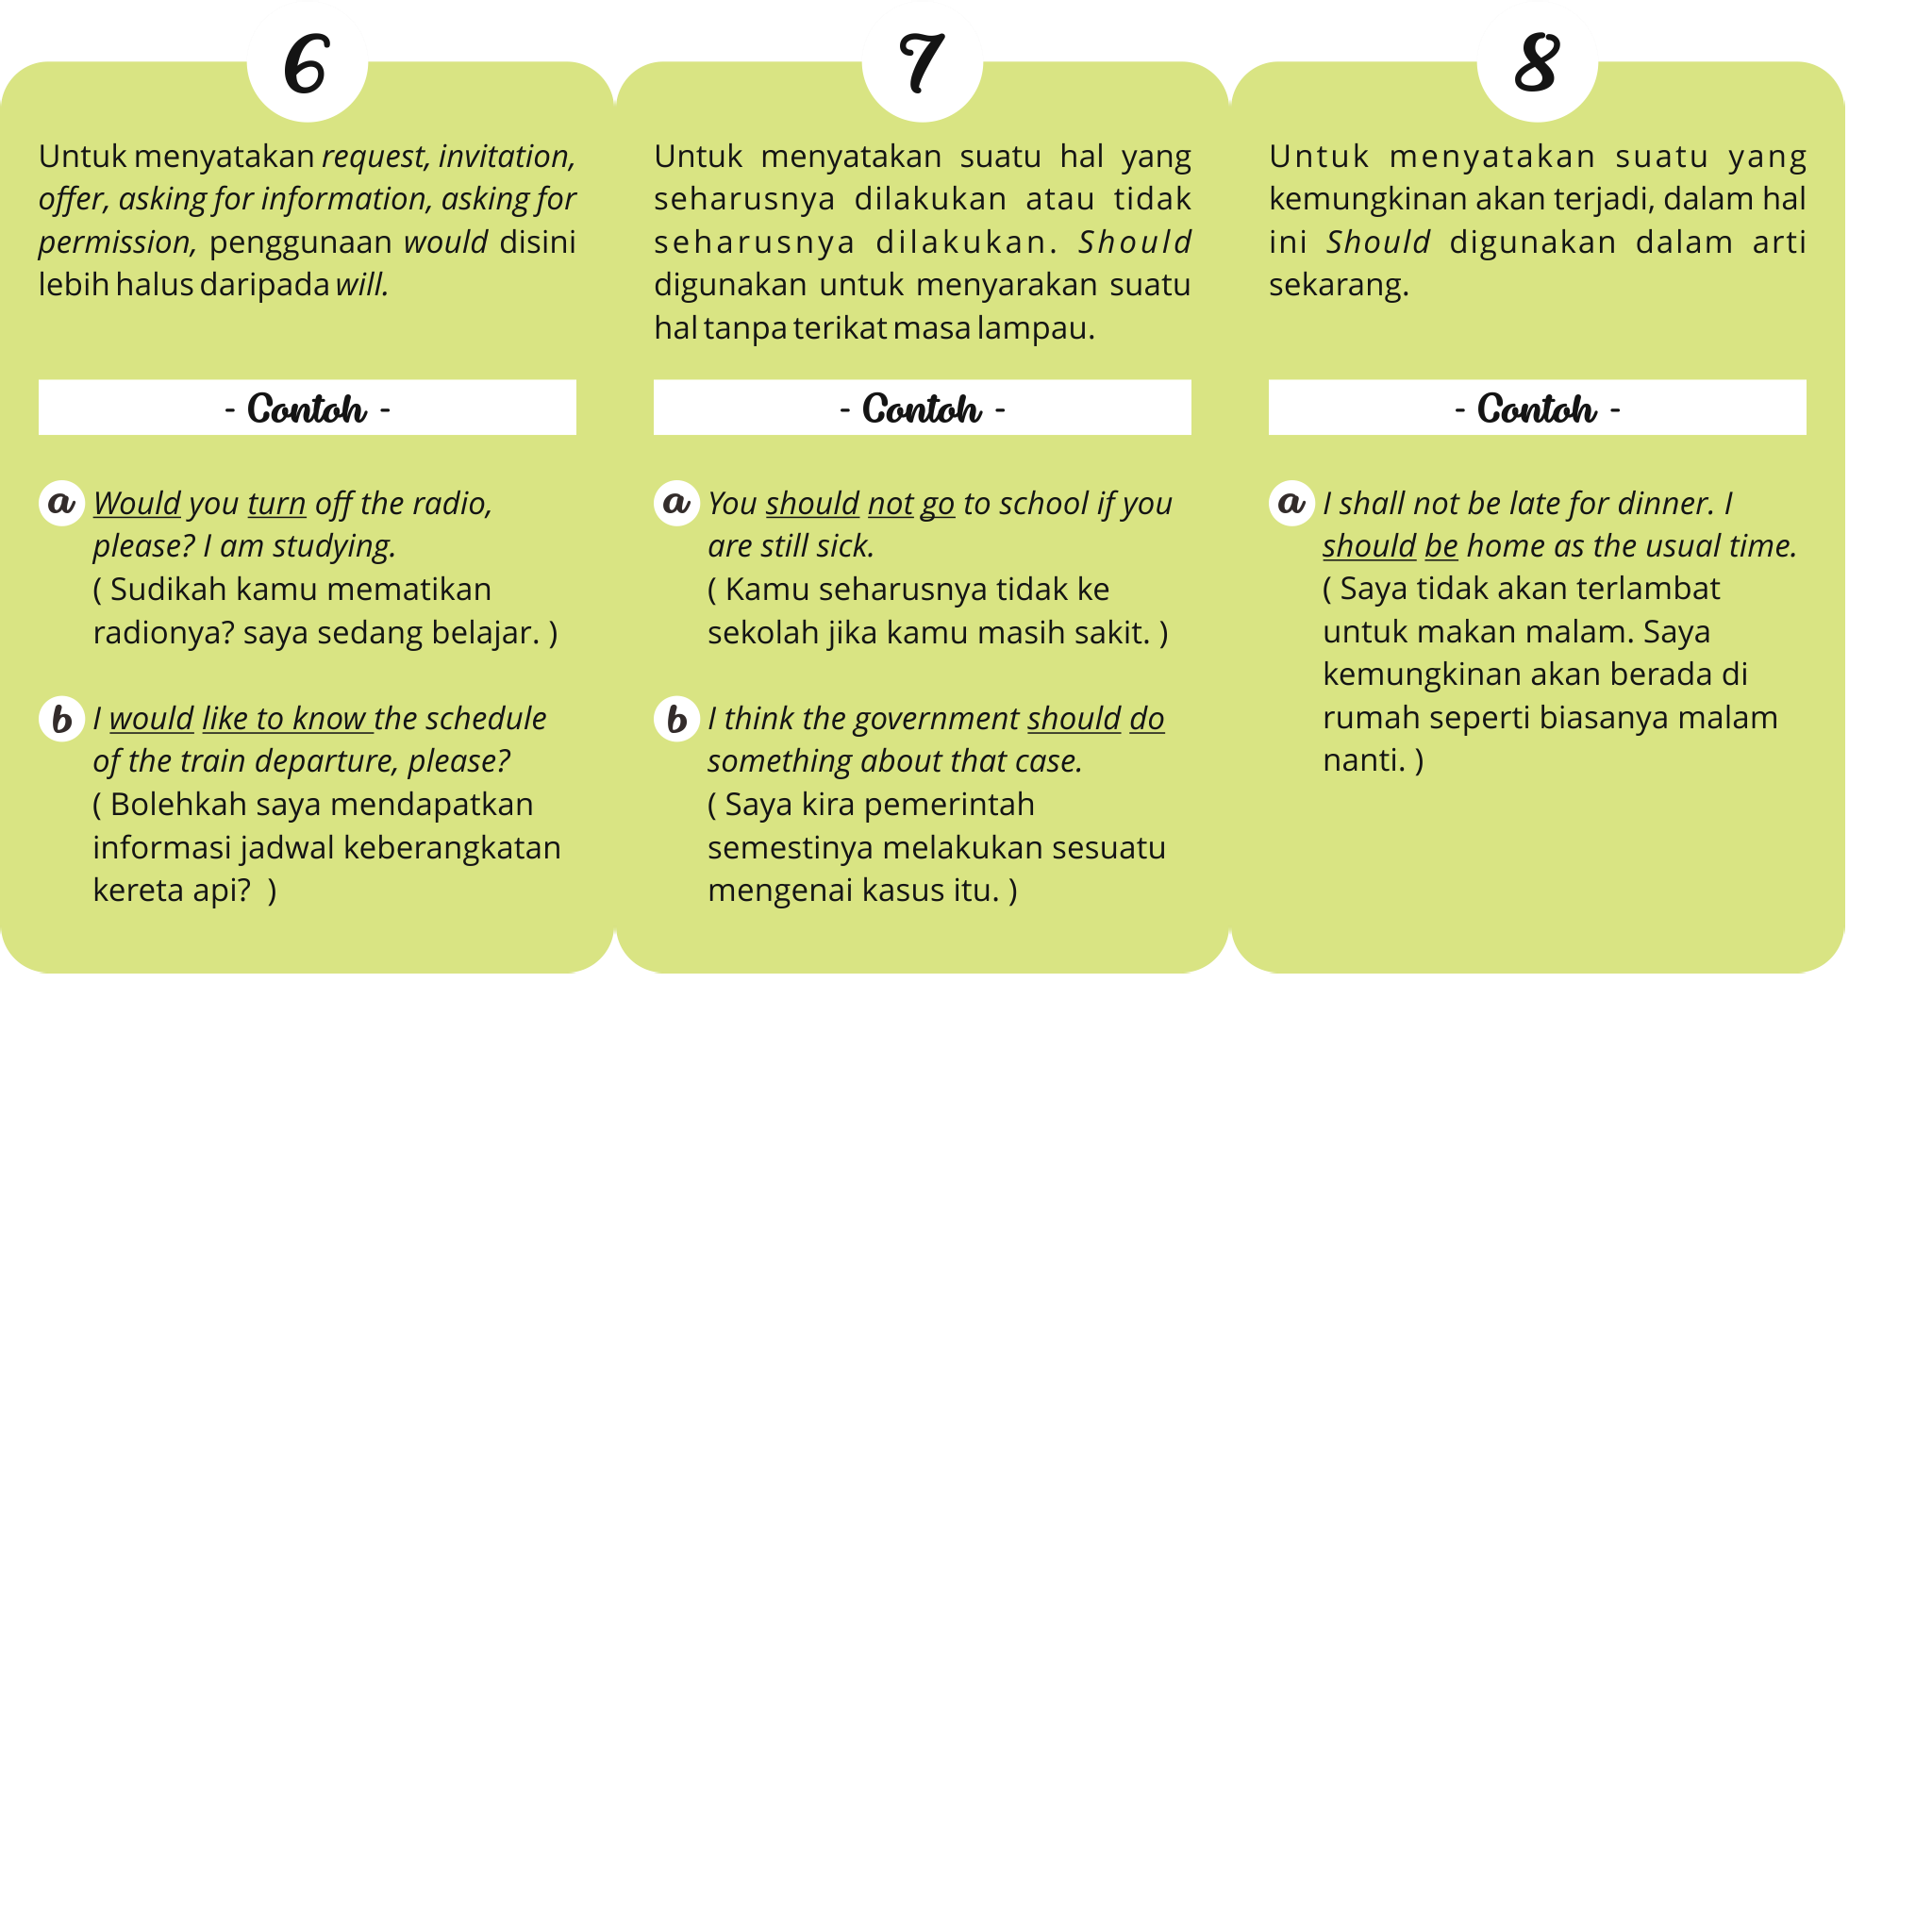 6
Untuk menyatakan request, invitation,
offer, asking for information, asking for
permission, penggunaan would disini
lebih halus daripada will.
- Contoh -
a Would you turn off the radio,
please? I am studying.
( Sudikah kamu mematikan
radionya? saya sedang belajar. )
b I would like to know the schedule
of the train departure, please?
( Bolehkah saya mendapatkan
informasi jadwal keberangkatan
kereta api? )
7
Untuk menyatakan suatu hal yang
seharusnya dilakukan atau tidak
seharusnya dilakukan. Should
digunakan untuk menyarakan suatu
hal tanpa terikat masa lampau.
- Contoh -
a You should not go to school if you
are still sick.
( Kamu seharusnya tidak ke
sekolah jika kamu masih sakit. )
b I think the government should do
something about that case.
( Saya kira pemerintah
semestinya melakukan sesuatu
mengenai kasus itu. )
8
Untuk menyatakan suatu yang
kemungkinan akan terjadi, dalam hal
ini Should digunakan dalam arti
sekarang.
- Contoh -
a I shall not be late for dinner. I
should be home as the usual time.
( Saya tidak akan terlambat
untuk makan malam. Saya
kemungkinan akan berada di
rumah seperti biasanya malam
nanti. )